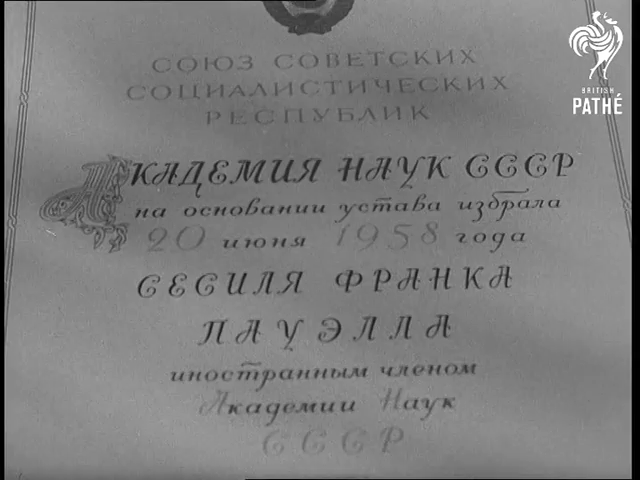 BRITISH
PATHÉ
СОЮЗ СОВЕТСКИХ
СОЦИАЛИСТИЧЕСКИХ
РЕСПУБЛИК
АКАДЕМИЯ НАУК СССР
на основании устава избрала
20 июня 1958 года
СЕСИЛЯ ФРАНКА
ПАУЭЛЛА
иностранным членом
Академии Наук
СССР